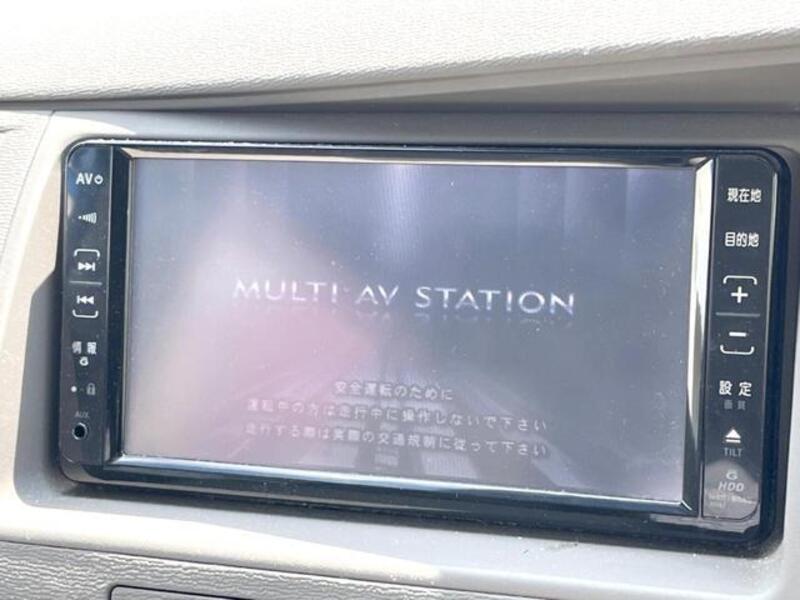 AV
現在地
目的地
MULTI AV STATION
情報
G
安全運転のために
運転中の方は走行中に操作しないで下さい
走行する際は実際の交通規制に従って下さい
AUX
+
−
設定
画質
TILT
G
HDD